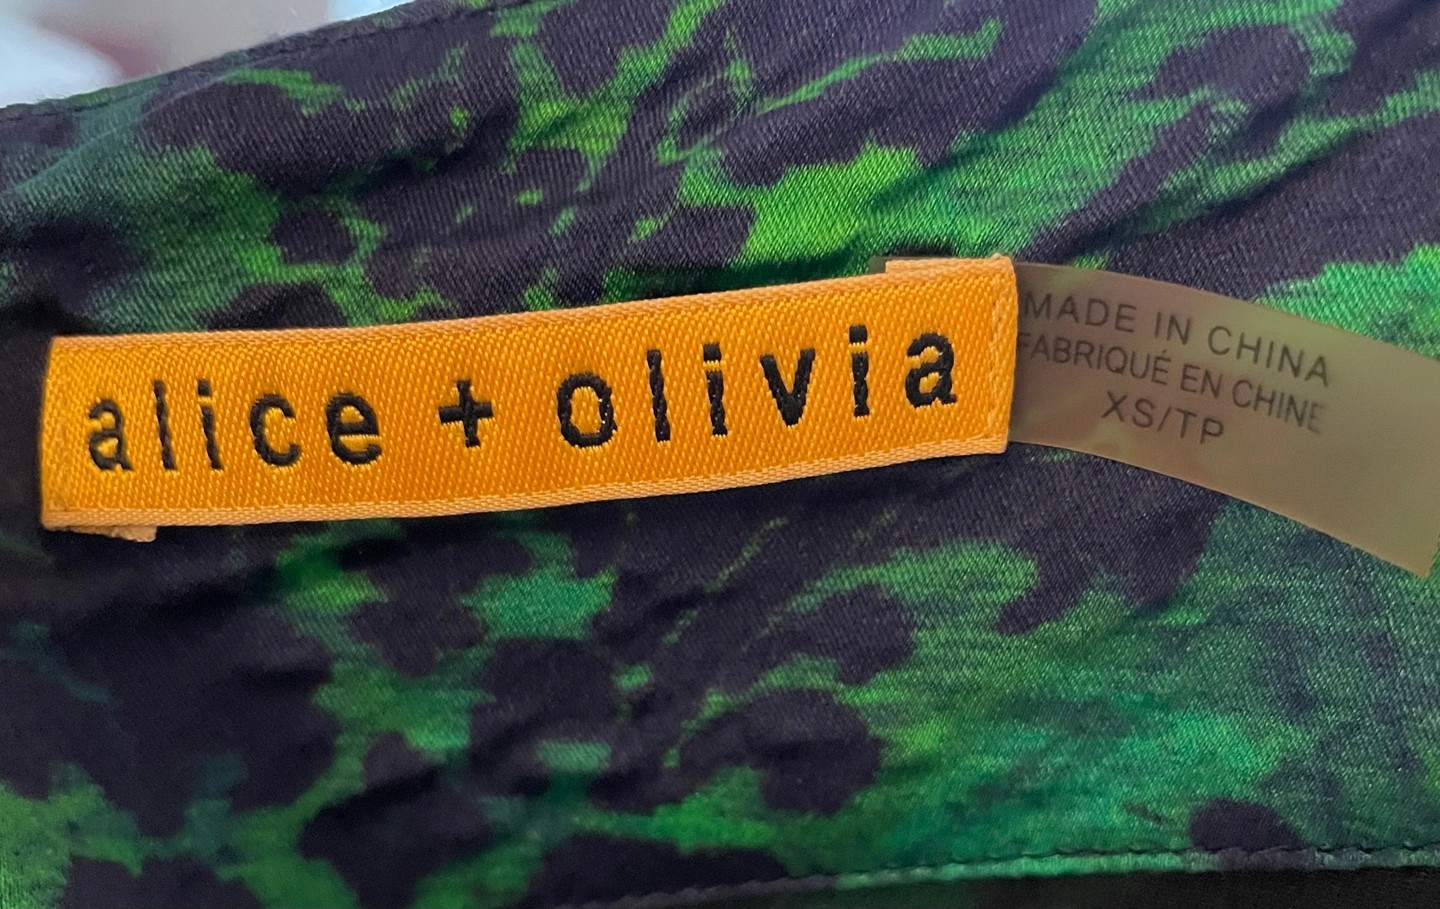 alice + olivia
MADE IN CHINA
FABRIQUÉ EN CHINE
XS/TP